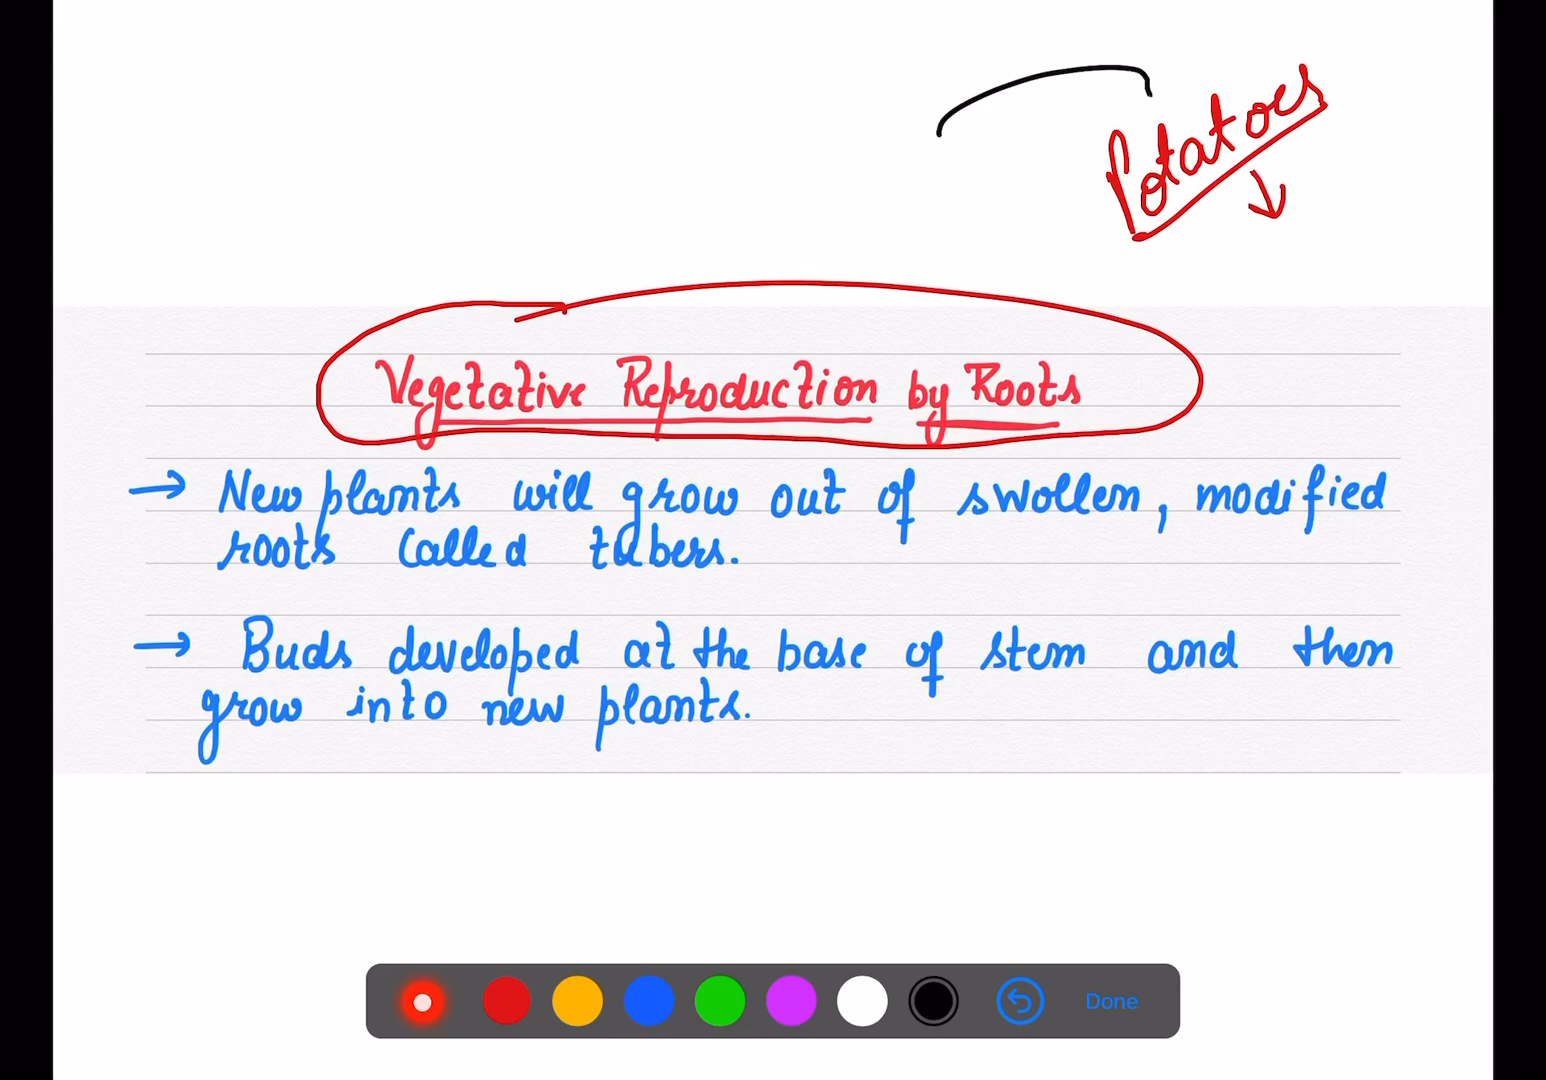 Potatoes
Vegetative Reproduction by Roots
→ New plants will grow out of swollen, modified
roots called tubers.
→ Buds developed at the base of stem and then
grow into new plants.
Done